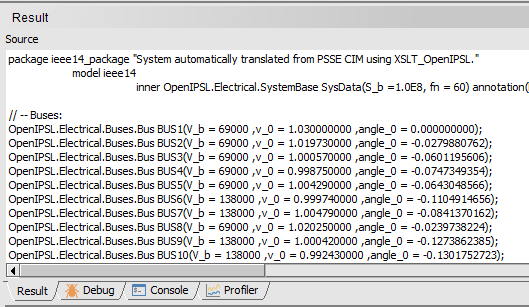 Result
Source
package ieee14_package "System automatically translated from PSSE CIM using XSLT_OpenIPSL."
model ieee14
inner OpenIPSL.Electrical.SystemBase SysData(S_b =1.0E8, fn = 60) annotation(
// -- Buses:
OpenIPSL.Electrical.Buses.Bus BUS1(V_b = 69000 ,v_0 = 1.030000000 ,angle_0 = 0.000000000);
OpenIPSL.Electrical.Buses.Bus BUS2(V_b = 69000 ,v_0 = 1.019730000 ,angle_0 = -0.0279880762);
OpenIPSL.Electrical.Buses.Bus BUS3(V_b = 69000 ,v_0 = 1.000570000 ,angle_0 = -0.0601195606);
OpenIPSL.Electrical.Buses.Bus BUS4(V_b = 69000 ,v_0 = 0.998750000 ,angle_0 = -0.0747349354);
OpenIPSL.Electrical.Buses.Bus BUS5(V_b = 69000 ,v_0 = 1.004290000 ,angle_0 = -0.0643048566);
OpenIPSL.Electrical.Buses.Bus BUS6(V_b = 138000 ,v_0 = 0.999740000 ,angle_0 = -0.1104914656);
OpenIPSL.Electrical.Buses.Bus BUS7(V_b = 138000 ,v_0 = 1.004790000 ,angle_0 = -0.0841370162);
OpenIPSL.Electrical.Buses.Bus BUS8(V_b = 69000 ,v_0 = 1.020250000 ,angle_0 = -0.0239738224);
OpenIPSL.Electrical.Buses.Bus BUS9(V_b = 138000 ,v_0 = 1.000420000 ,angle_0 = -0.1273862385);
OpenIPSL.Electrical.Buses.Bus BUS10(V_b = 138000 ,v_0 = 0.992430000 ,angle_0 = -0.1301752723);
Result Debug Console Profiler